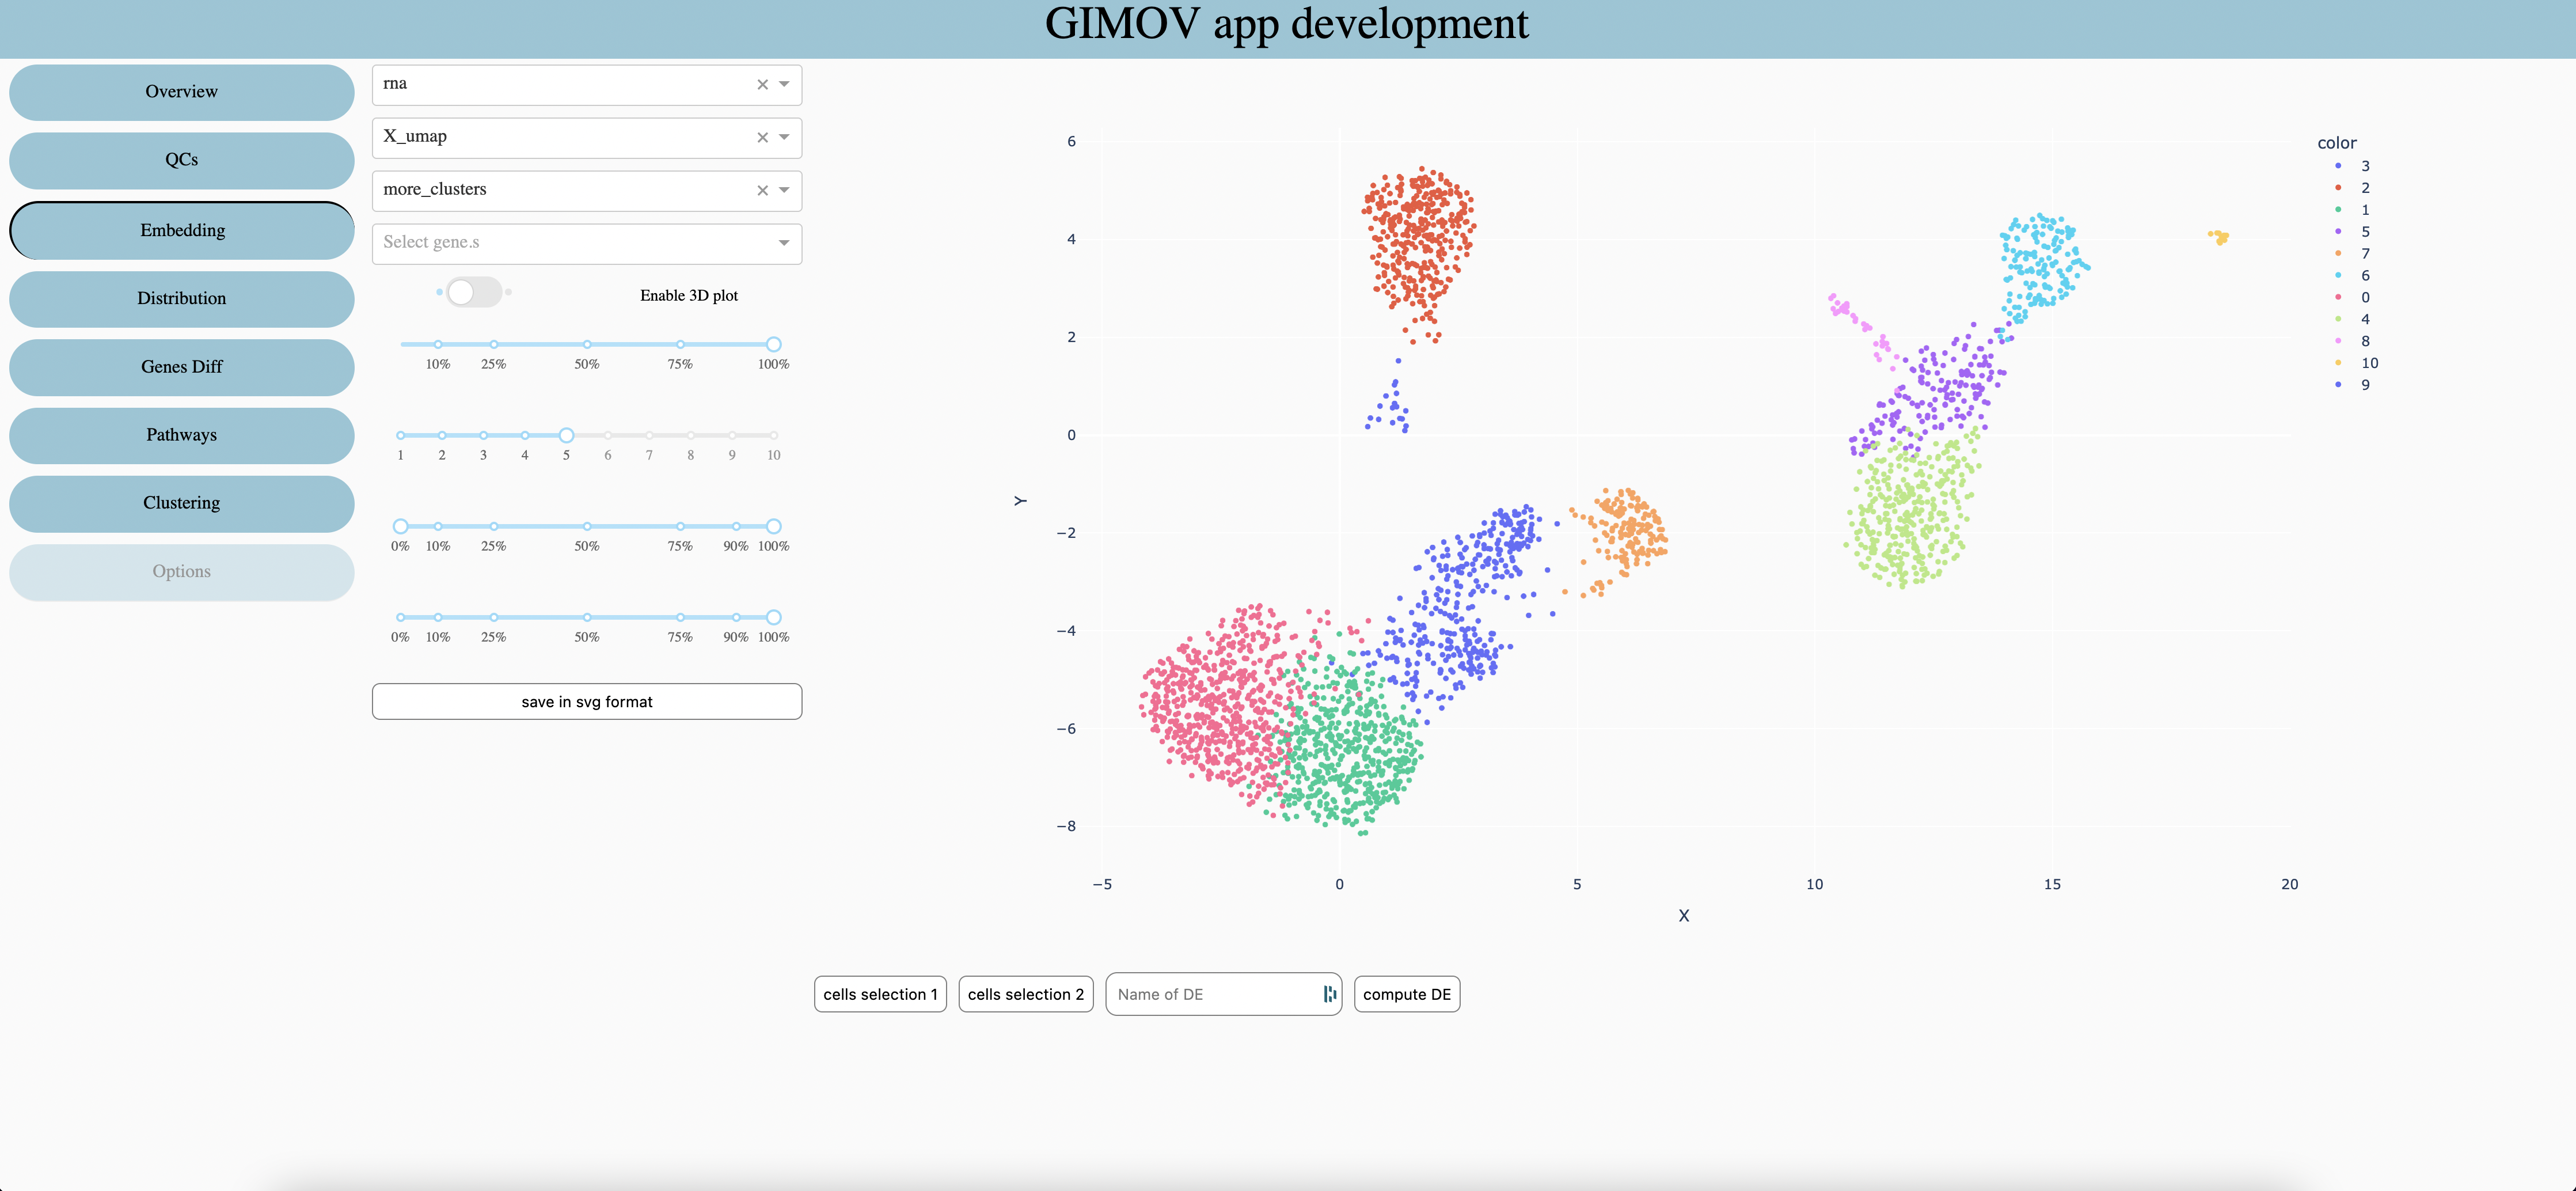 GIMOV app development
Overview
QCs
Embedding
Distribution
Genes Diff
Pathways
Clustering
Options
rna
X_umap
more_clusters
Select gene.s
Enable 3D plot
10% 25% 50% 75% 100%
1 2 3 4 5 6 7 8 9 10
0% 10% 25% 50% 75% 90% 100%
0% 10% 25% 50% 75% 90% 100%
save in svg format
6
4
2
0
−2
−4
−6
−8
Y
−5 0 5 10 15 20
X
color
3
2
1
5
7
6
0
4
8
10
9
cells selection 1 cells selection 2 Name of DE compute DE